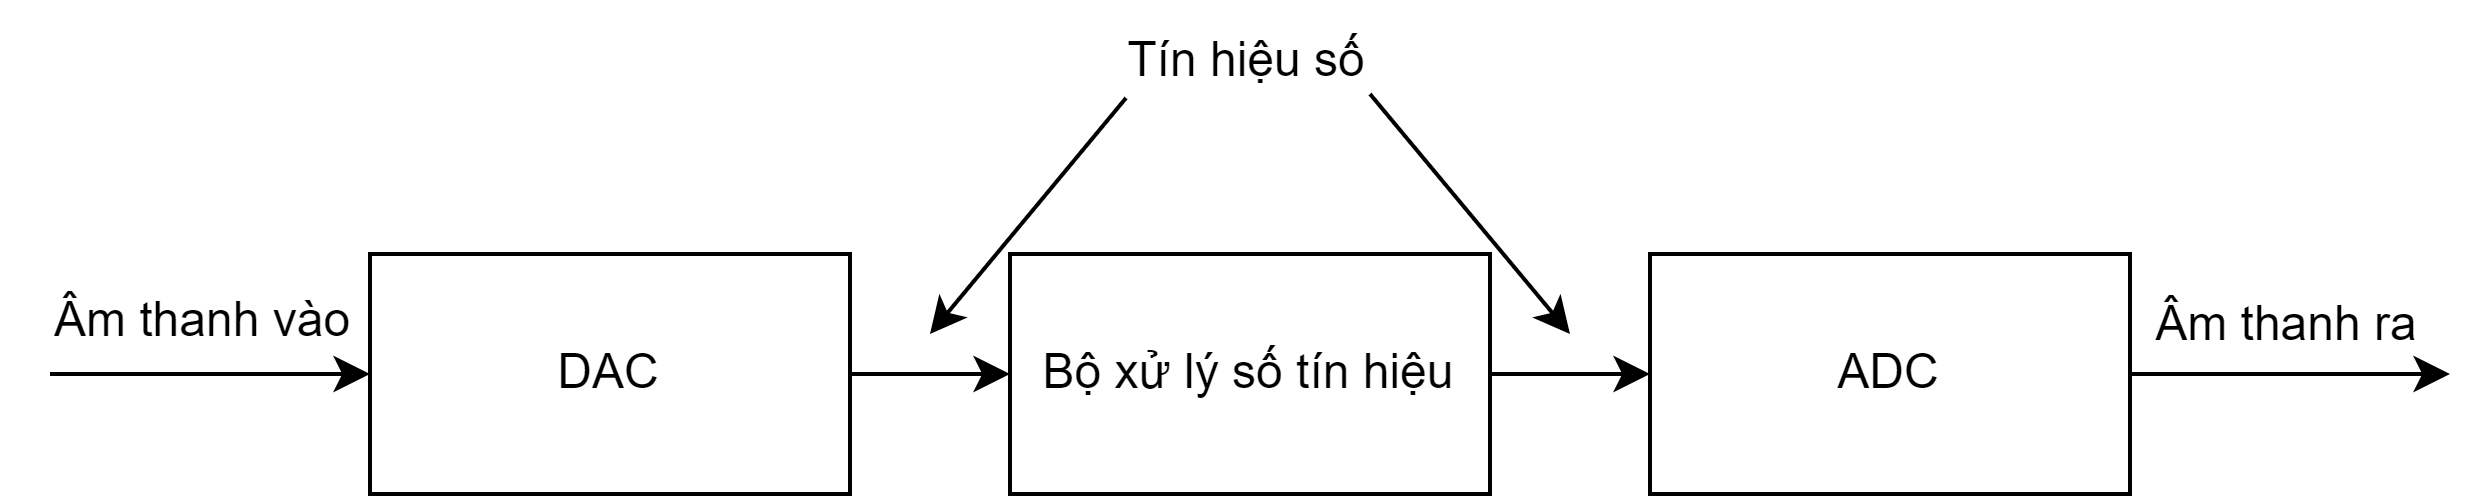 Tín hiệu số
Âm thanh vào
DAC
Bộ xử lý số tín hiệu
ADC
Âm thanh ra